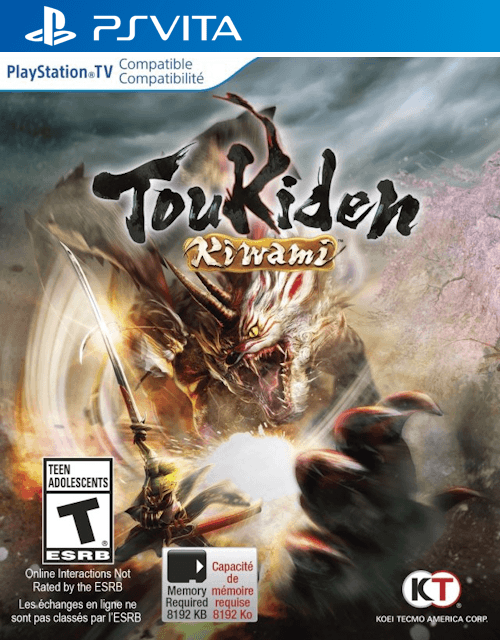 PSVITA
PlayStation®TV Compatible
Compatibilité
TouKiden
Kiwami
TEEN
ADOLESCENTS
T
®
ESRB
Online Interactions Not
Rated by the ESRB
Les échanges en ligne ne
sont pas classés par l'ESRB
Memory
Required
8192 KB
Capacité
de
mémoire
requise
8192 Ko
KT
KOEI TECMO AMERICA CORP.